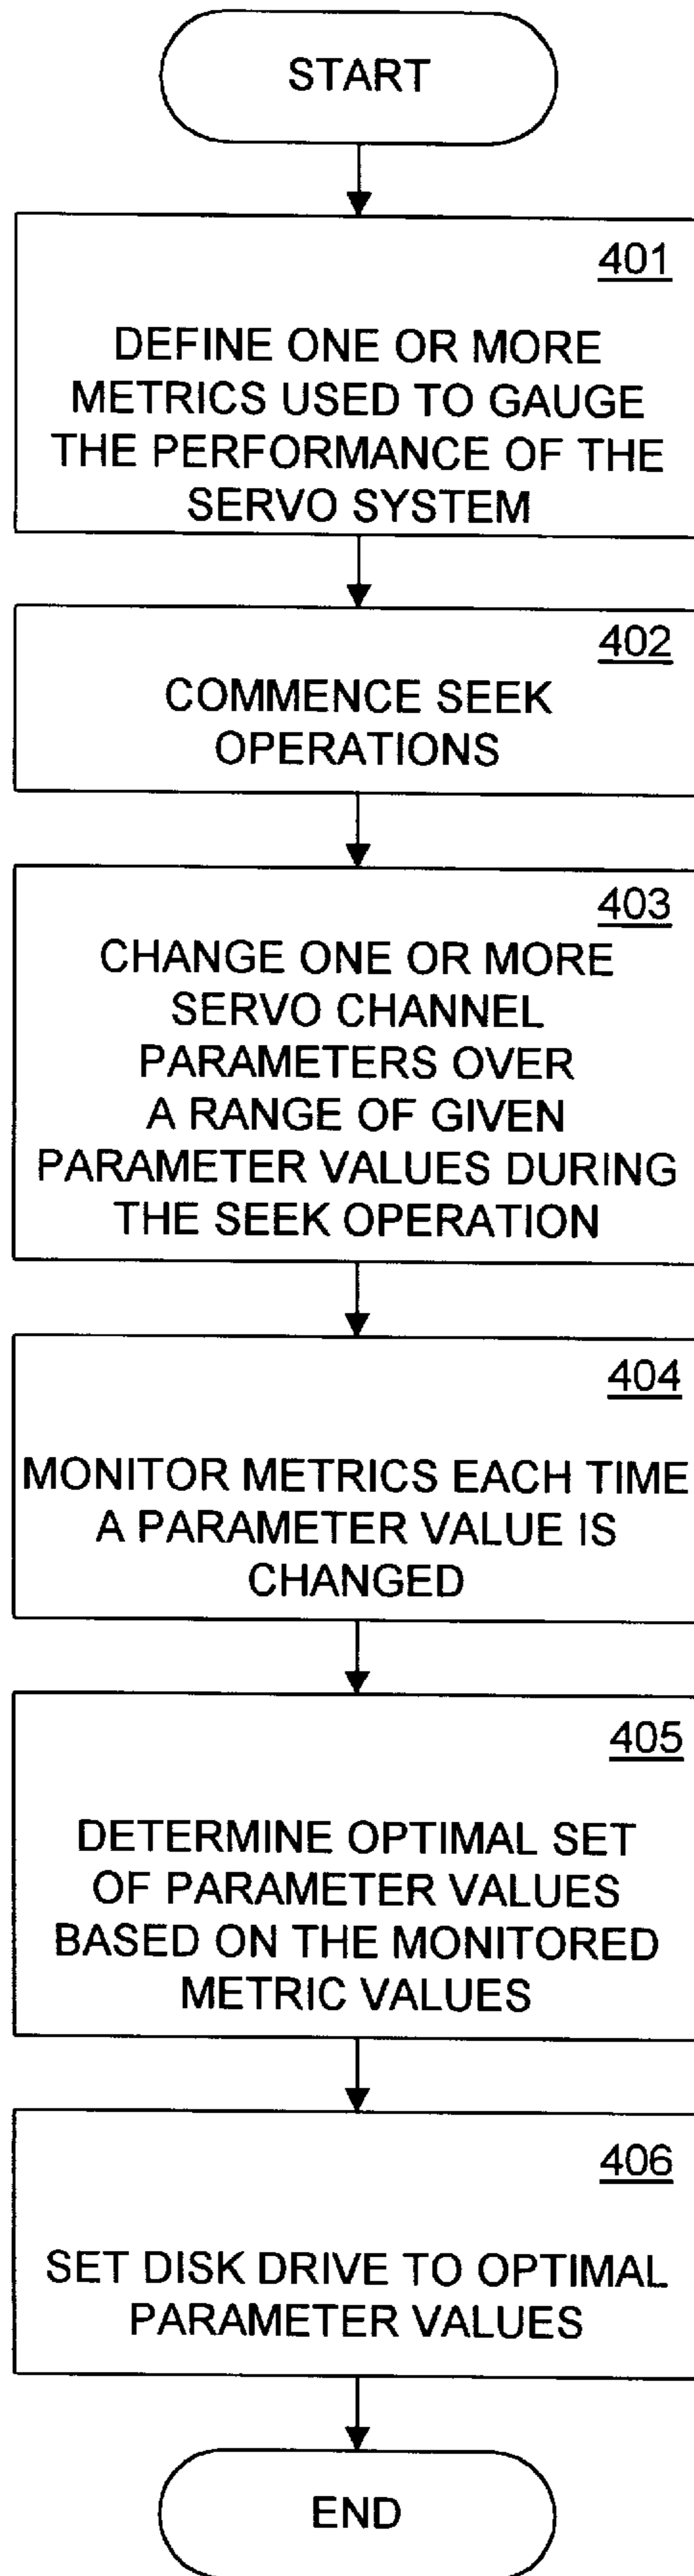 START
401
DEFINE ONE OR MORE
METRICS USED TO GAUGE
THE PERFORMANCE OF THE
SERVO SYSTEM
402
COMMENCE SEEK
OPERATIONS
403
CHANGE ONE OR MORE
SERVO CHANNEL
PARAMETERS OVER
A RANGE OF GIVEN
PARAMETER VALUES DURING
THE SEEK OPERATION
404
MONITOR METRICS EACH TIME
A PARAMETER VALUE IS
CHANGED
405
DETERMINE OPTIMAL SET
OF PARAMETER VALUES
BASED ON THE MONITORED
METRIC VALUES
406
SET DISK DRIVE TO OPTIMAL
PARAMETER VALUES
END